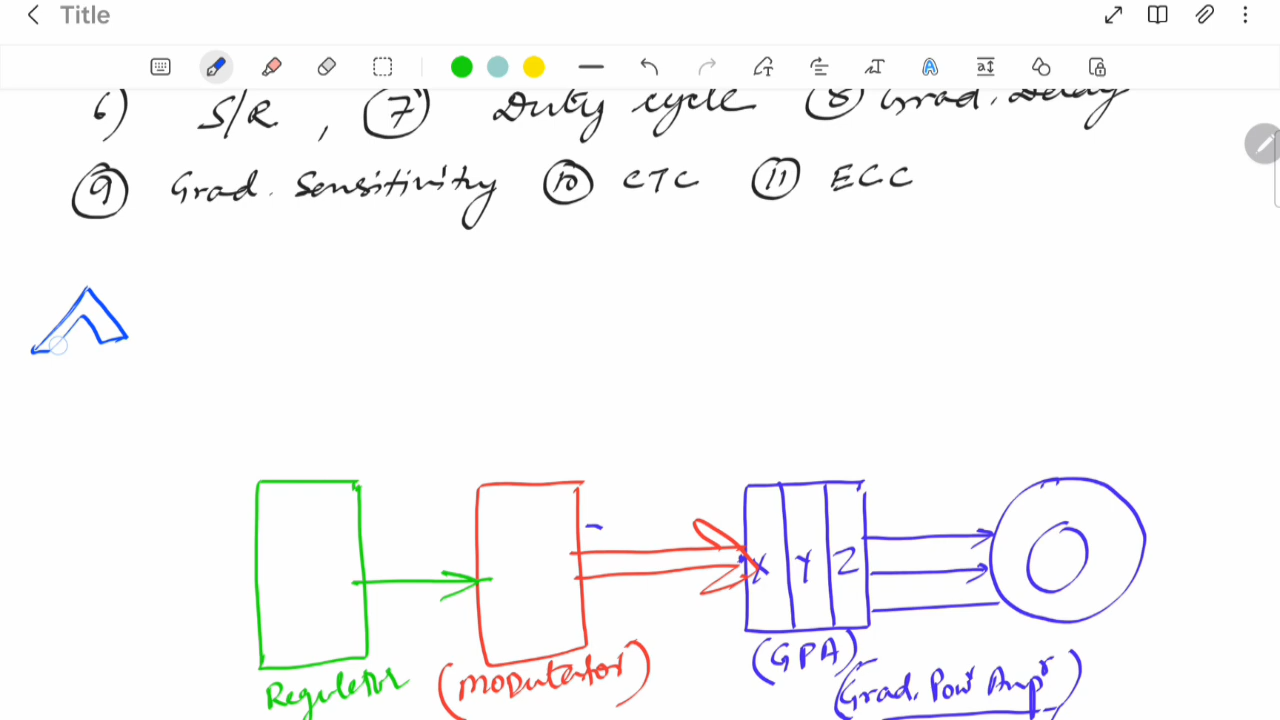 Title
6) S/R , (7) Duty cycle (8) Grad. Delay
(9) Grad. Sensitivity (10) CTC (11) ECC
X Y Z
(GPA)
Regulator (Modulator) (Grad. Powr Ampr)